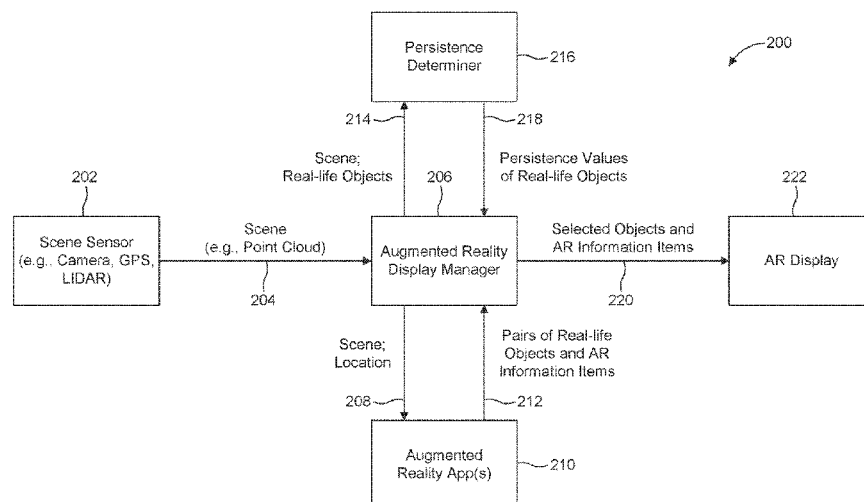 Persistence
Determiner
216
200
214
218
Scene;
Real-life Objects
Persistence Values
of Real-life Objects
202
206
222
Scene Sensor
(e.g., Camera, GPS,
LIDAR)
Scene
(e.g., Point Cloud)
204
Augmented Reality
Display Manager
Selected Objects and
AR Information Items
220
AR Display
Scene;
Location
Pairs of Real-life
Objects and AR
Information Items
208
212
Augmented
Reality App(s)
210